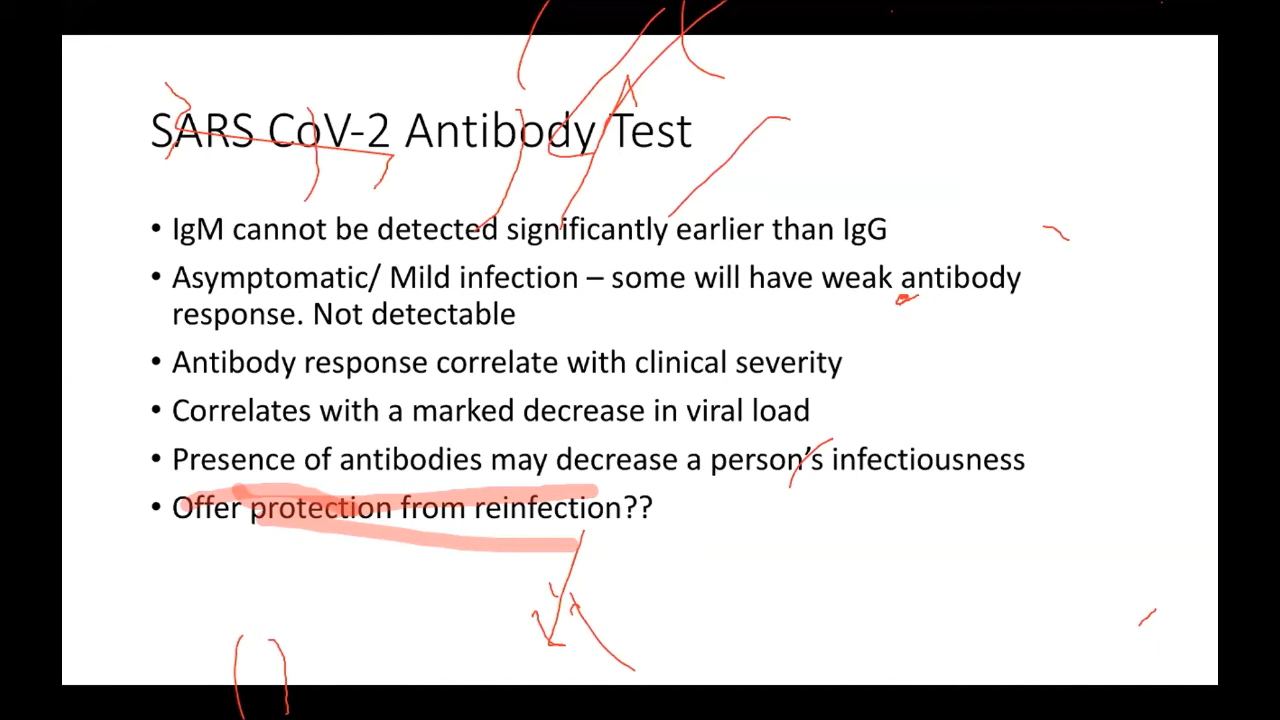 SARS CoV-2 Antibody Test
• IgM cannot be detected significantly earlier than IgG
• Asymptomatic/ Mild infection – some will have weak antibody
response. Not detectable
• Antibody response correlate with clinical severity
• Correlates with a marked decrease in viral load
• Presence of antibodies may decrease a person’s infectiousness
• Offer protection from reinfection??